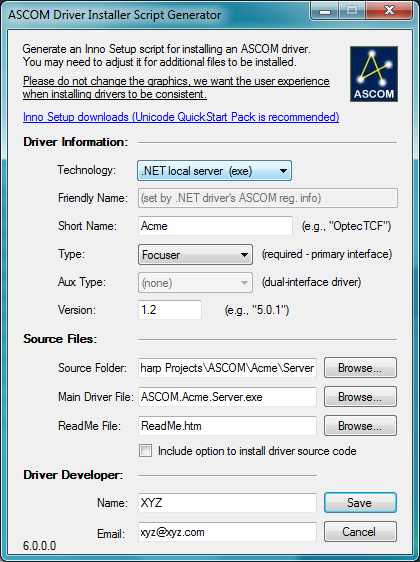 ASCOM Driver Installer Script Generator
Generate an Inno Setup script for installing an ASCOM driver.
You may need to adjust it for additional files to be installed.
Please do not change the graphics, we want the user experience
when installing drivers to be consistent.
ASCOM
Inno Setup downloads (Unicode QuickStart Pack is recommended)
Driver Information:
Technology: .NET local server (exe)
Friendly Name: (set by .NET driver's ASCOM reg. info)
Short Name: Acme (e.g., "OptecTCF")
Type: Focuser (required - primary interface)
Aux Type: (none) (dual-interface driver)
Version: 1.2 (e.g., "5.0.1")
Source Files:
Source Folder: harp Projects\ASCOM\Acme\Server Browse...
Main Driver File: ASCOM.Acme.Server.exe Browse...
ReadMe File: ReadMe.htm Browse...
Include option to install driver source code
Driver Developer:
Name: XYZ Save
Email: xyz@xyz.com Cancel
6.0.0.0